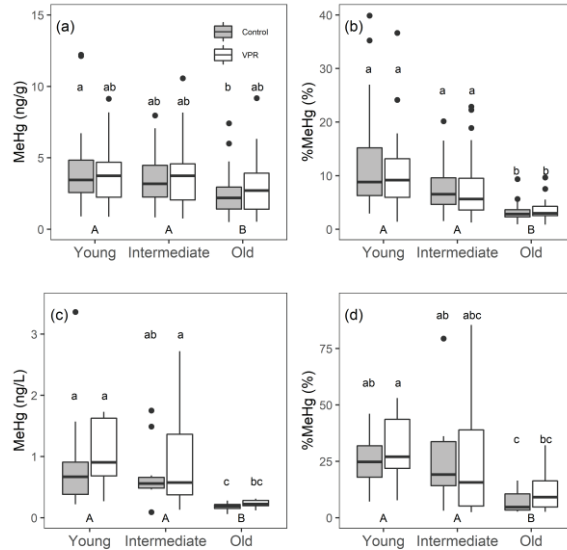 (a)
MeHg (ng/g)
15
10
5
0
Control
VPR
a ab ab ab b ab
A A B
Young Intermediate Old
(b)
%MeHg (%)
40
30
20
10
0
a a a a b b
A A B
Young Intermediate Old
(c)
MeHg (ng/L)
3
2
1
0
a a ab a c bc
A A B
Young Intermediate Old
(d)
%MeHg (%)
75
50
25
0
ab a ab abc c bc
A A B
Young Intermediate Old